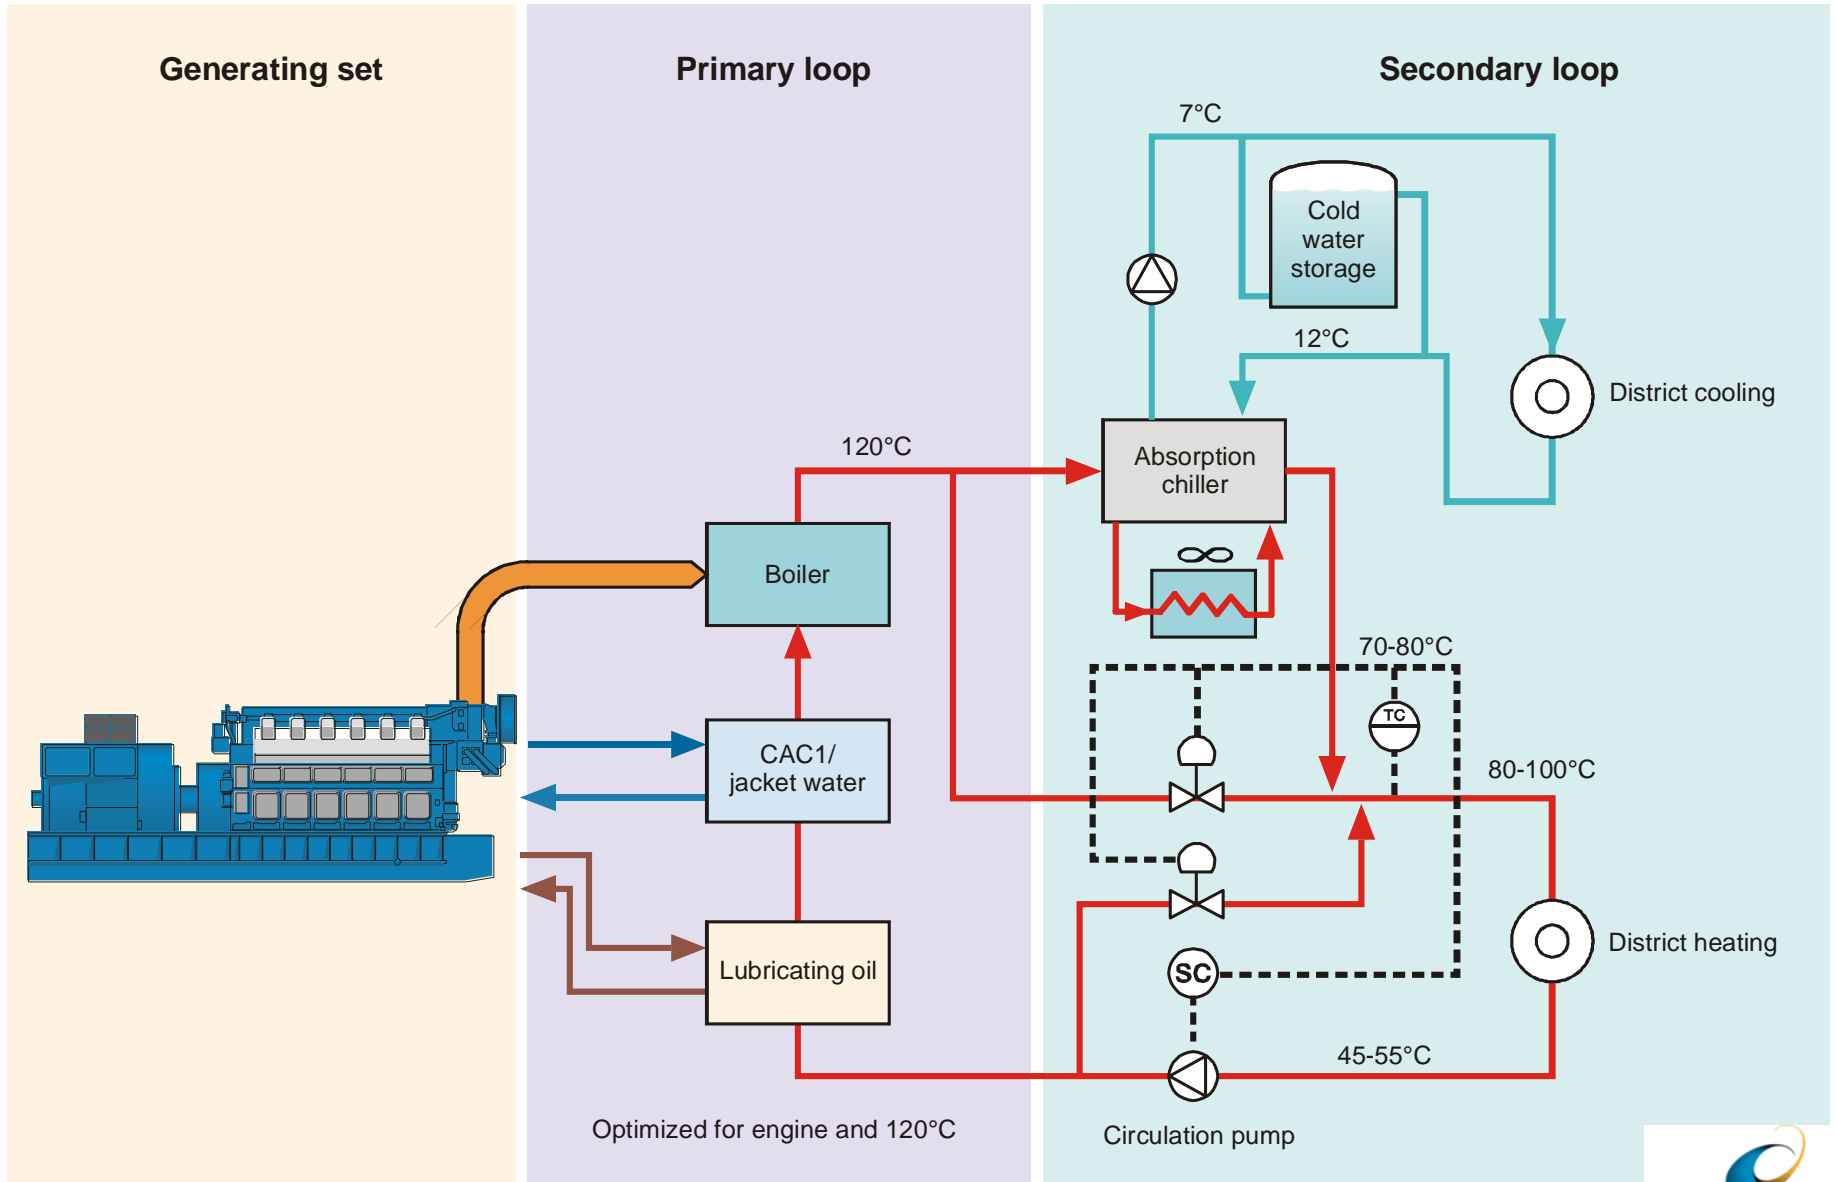 Generating set
Primary loop
Secondary loop
7°C
Cold
water
storage
12°C
District cooling
120°C
Absorption
chiller
Boiler
70-80°C
TC
CAC1/
jacket water
80-100°C
Lubricating oil
District heating
SC
45-55°C
Optimized for engine and 120°C
Circulation pump